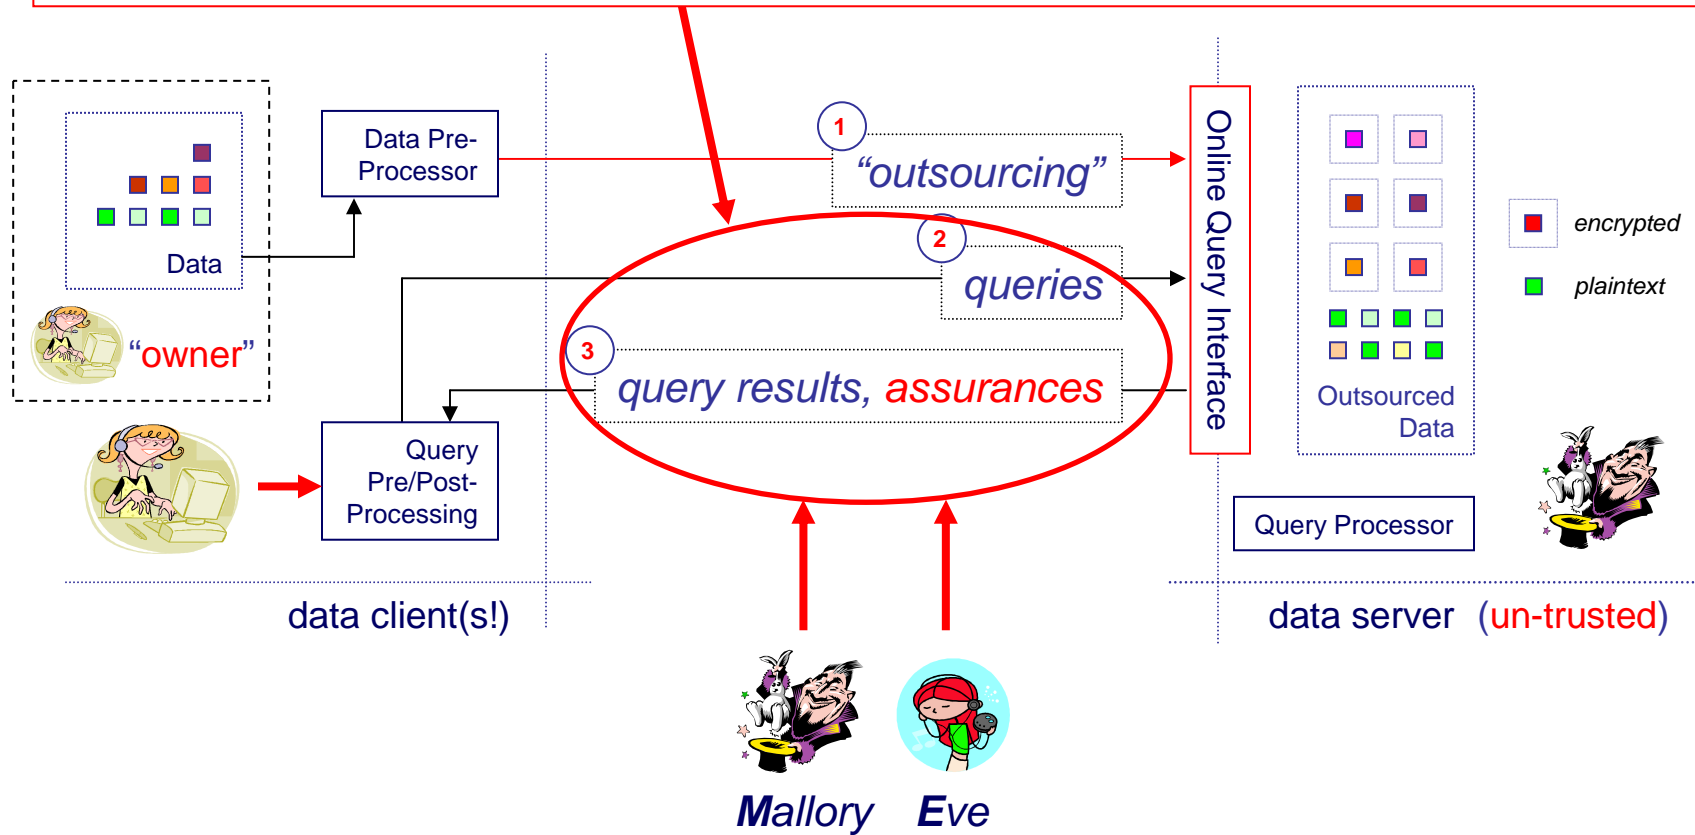 Data Pre-
Processor
1
“outsourcing”
Data
“owner”
2
queries
3
query results, assurances
Query
Pre/Post-
Processing
Online Query Interface
Outsourced
Data
encrypted
plaintext
Query Processor
data client(s!)
data server (un-trusted)
Mallory
Eve